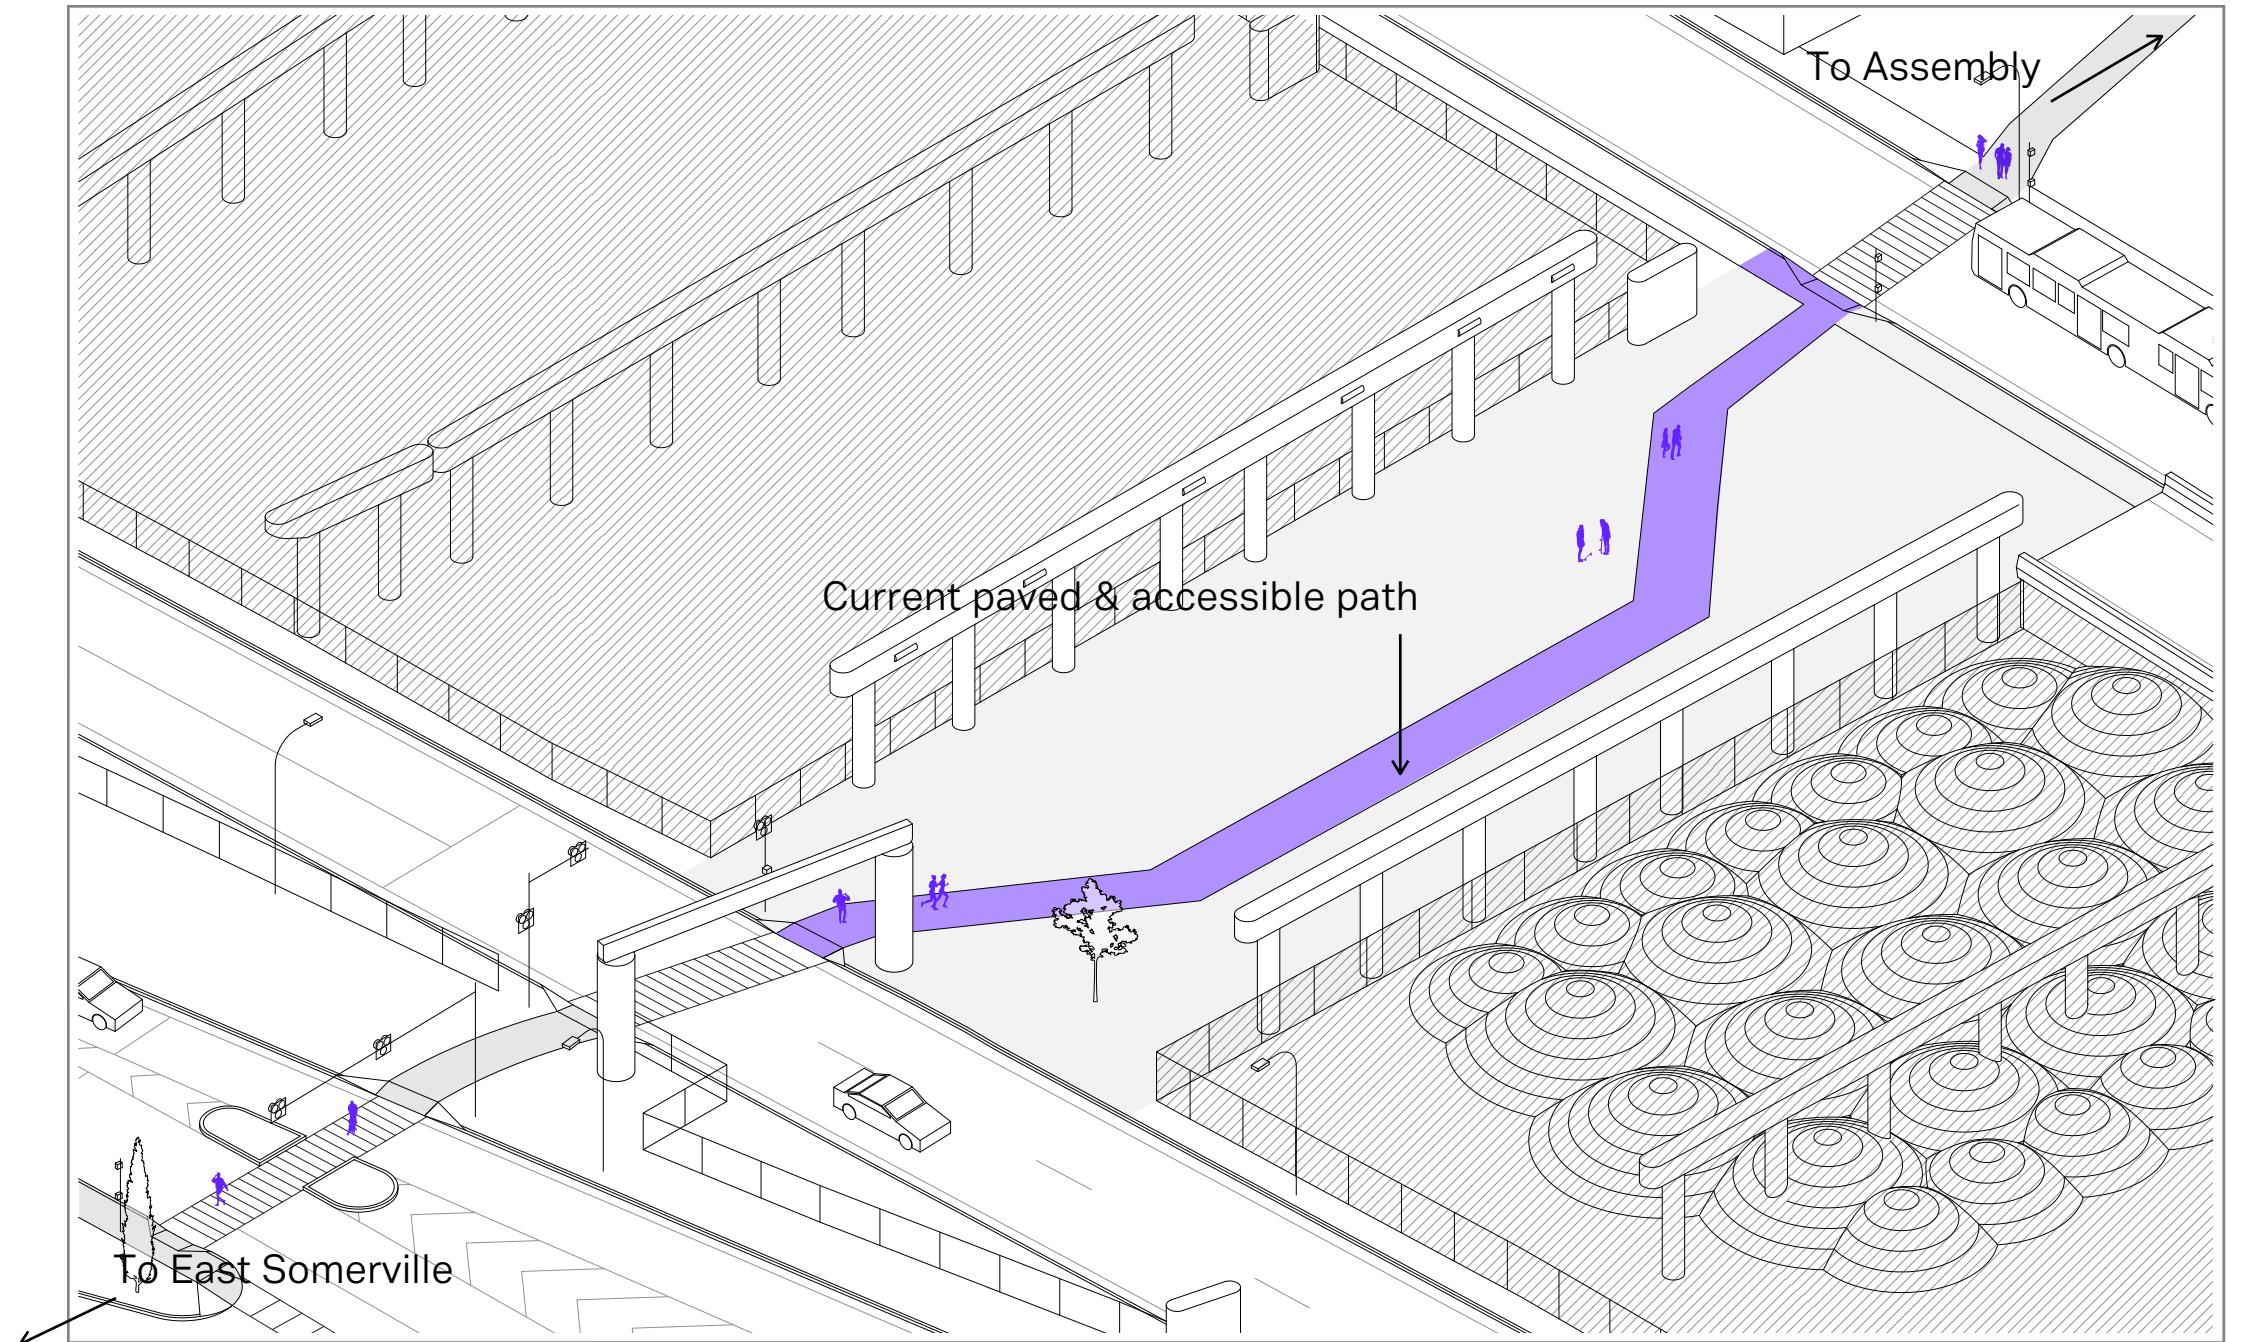 To Assembly
Current paved & accessible path
To East Somerville